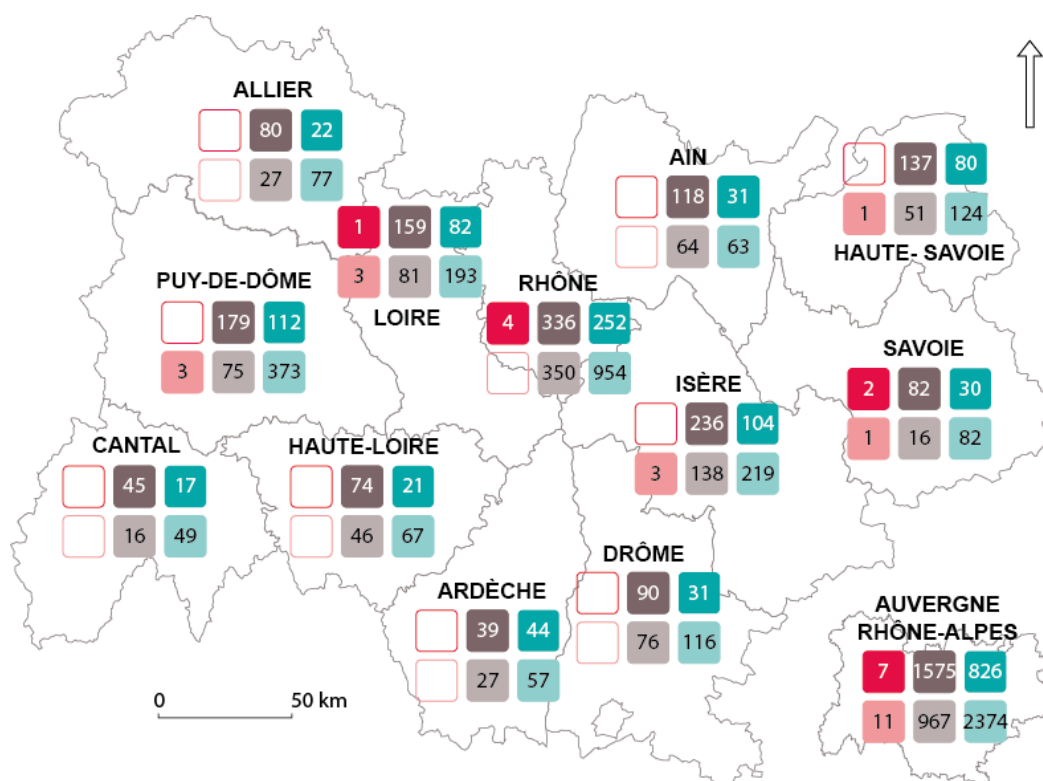 ALLIER
80 22
27 77
AIN
118 31
64 63
137 80
1 51 124
HAUTE- SAVOIE
1 159 82
3 81 193
LOIRE
PUY-DE-DÔME
179 112
3 75 373
RHÔNE
4 336 252
350 954
SAVOIE
2 82 30
1 16 82
ISÈRE
236 104
3 138 219
CANTAL
45 17
16 49
HAUTE-LOIRE
74 21
46 67
DRÔME
90 31
76 116
ARDÈCHE
39 44
27 57
AUVERGNE
RHÔNE-ALPES
7 1575 826
11 967 2374
0 50 km